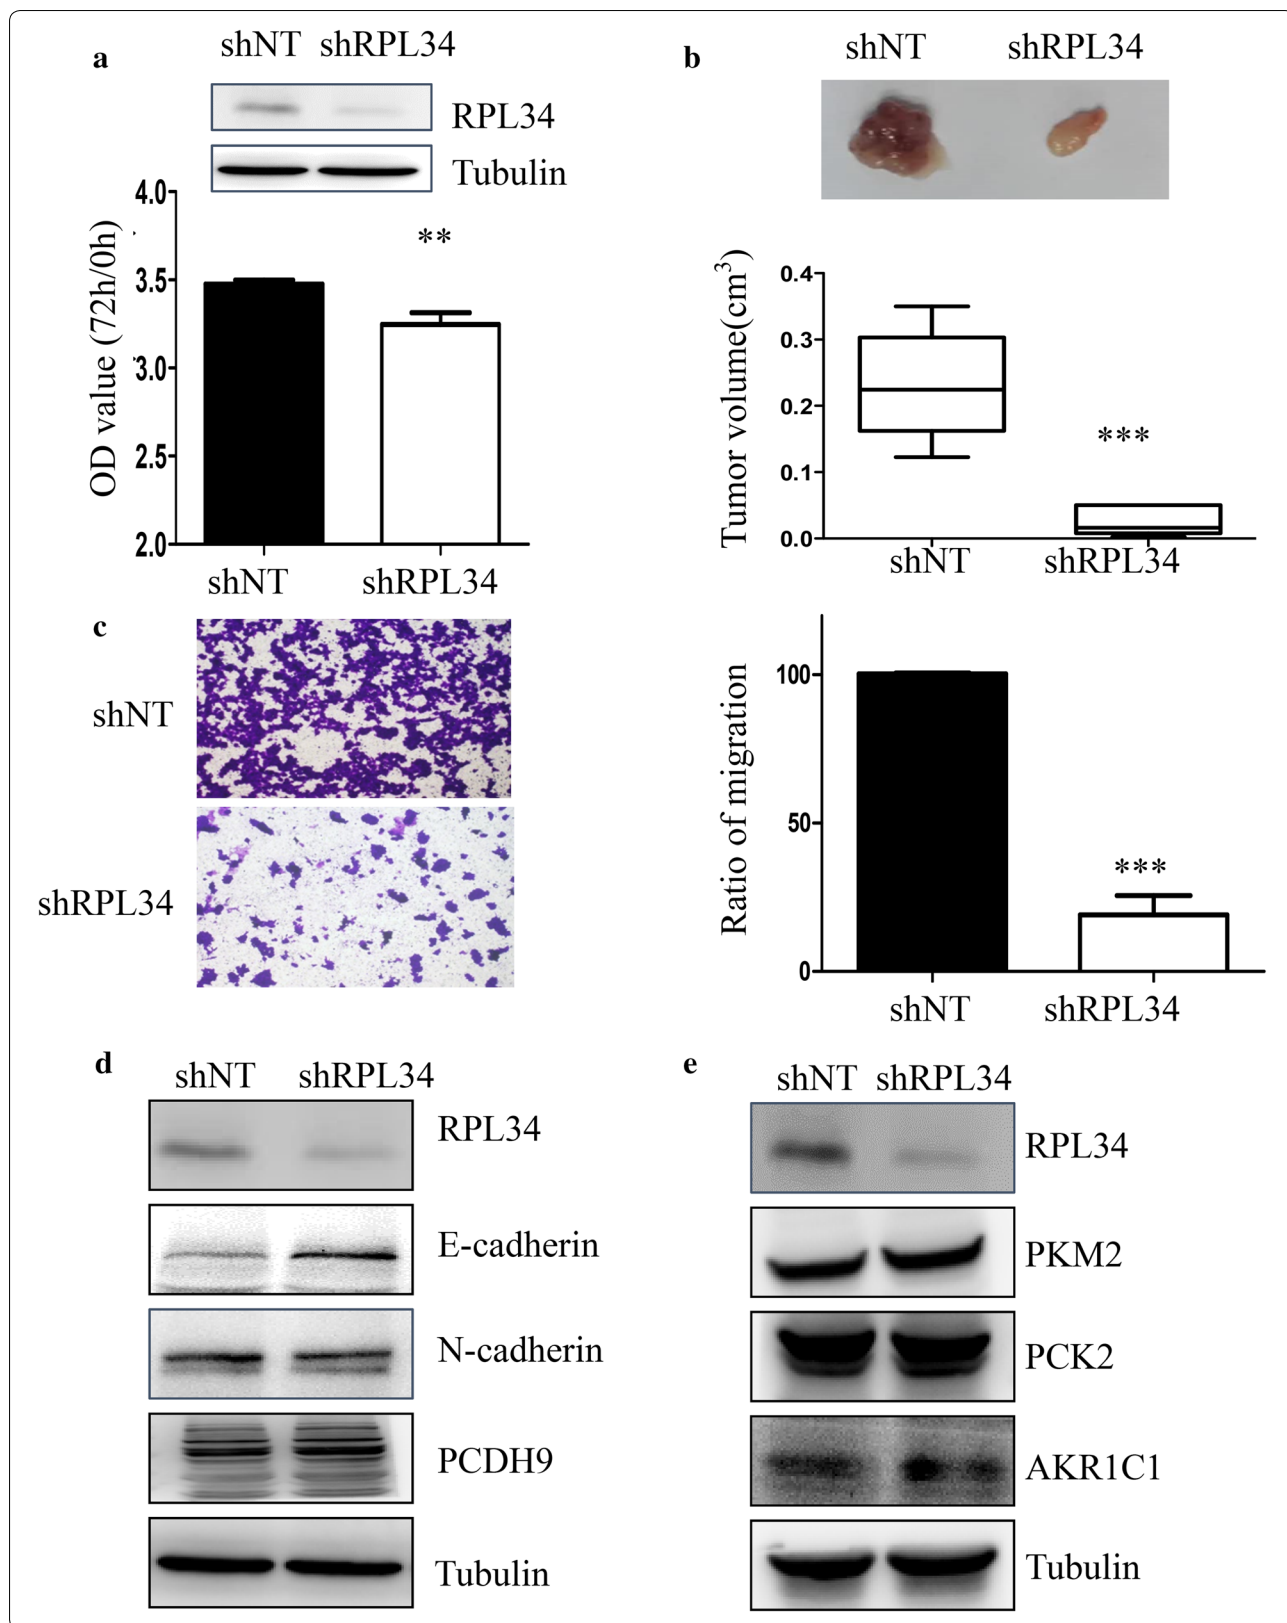 a
shNT shRPL34
RPL34
Tubulin
OD value (72h/0h)
4.0
3.5
3.0
2.5
2.0
**
shNT shRPL34
b
shNT shRPL34
Tumor volume(cm³)
0.4
0.3
0.2
0.1
0.0
***
shNT shRPL34
c
shNT
shRPL34
Ratio of migration
100
50
0
***
shNT shRPL34
d
shNT shRPL34
RPL34
E-cadherin
N-cadherin
PCDH9
Tubulin
e
shNT shRPL34
RPL34
PKM2
PCK2
AKR1C1
Tubulin